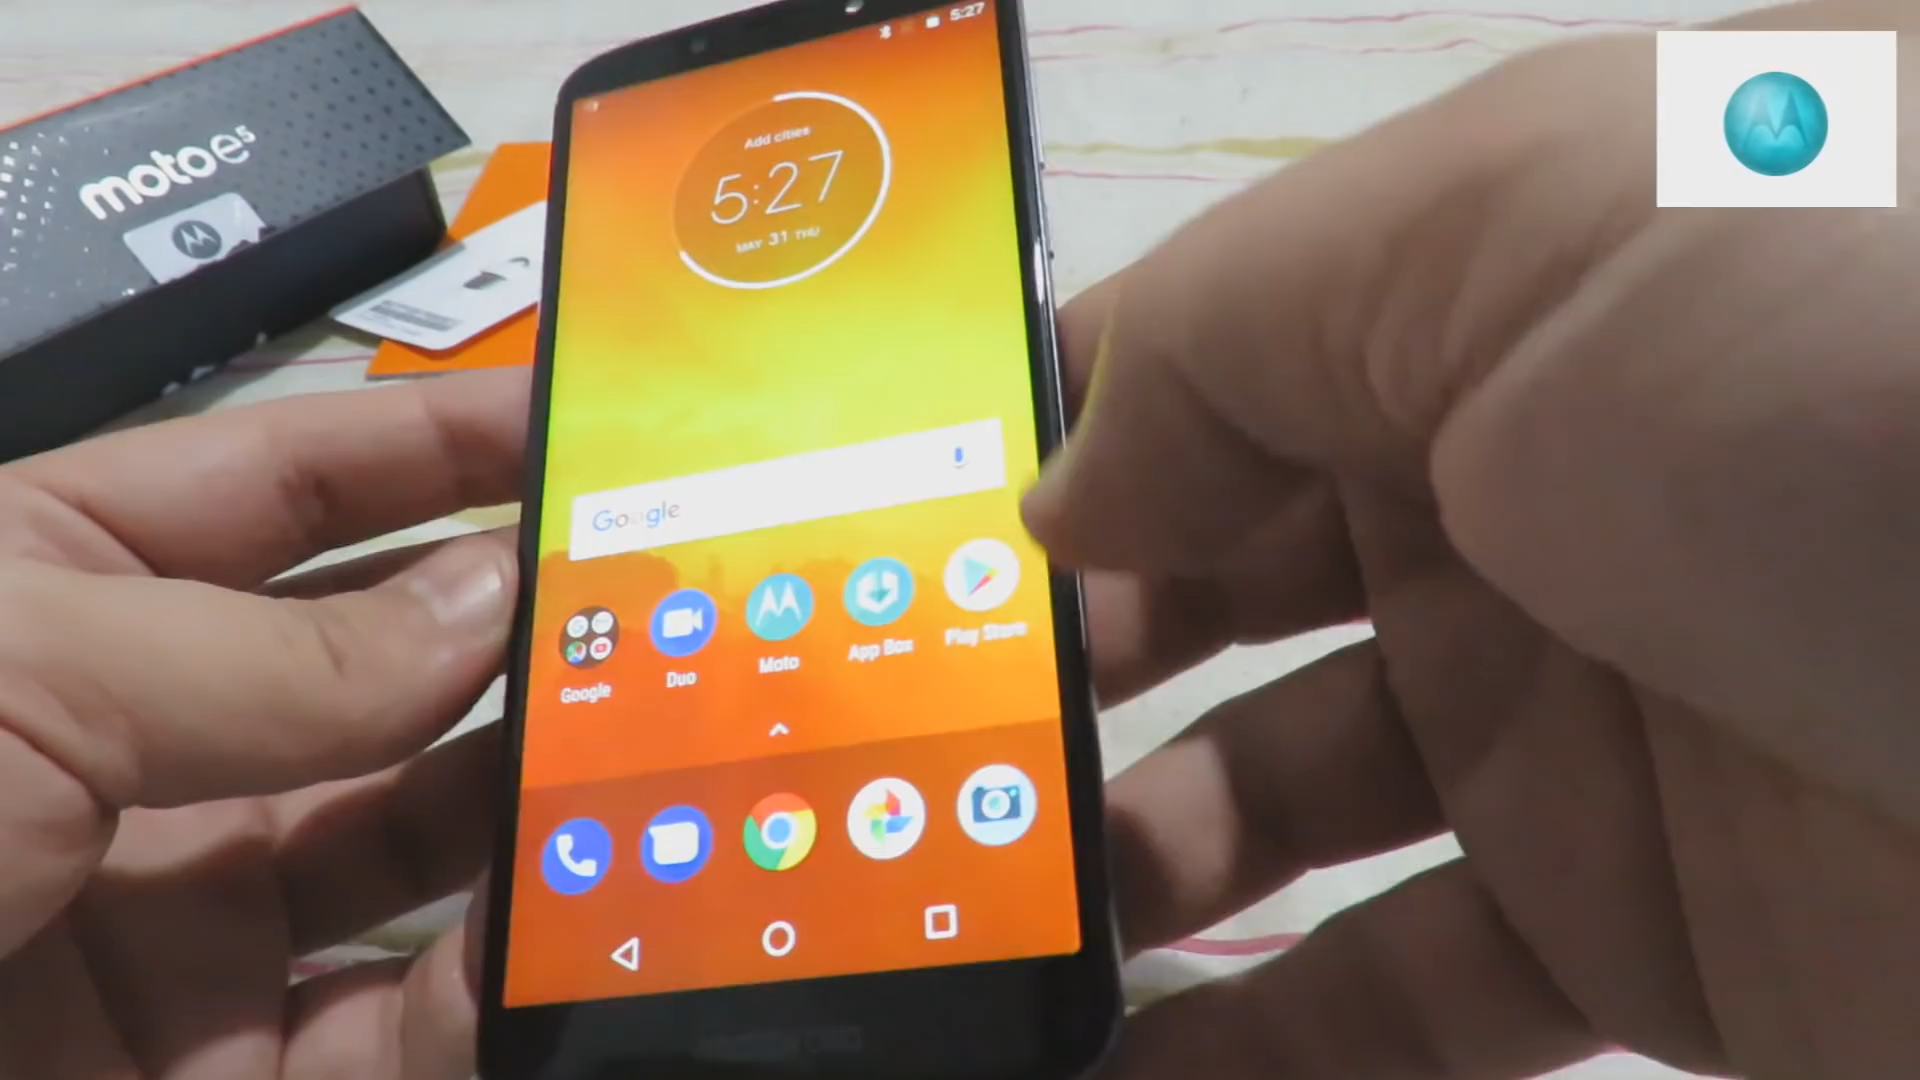 moto e5
5:27
Add cities
5:27
MAY 31 THU
Google
Google
Duo
Moto
App Box
Play Store